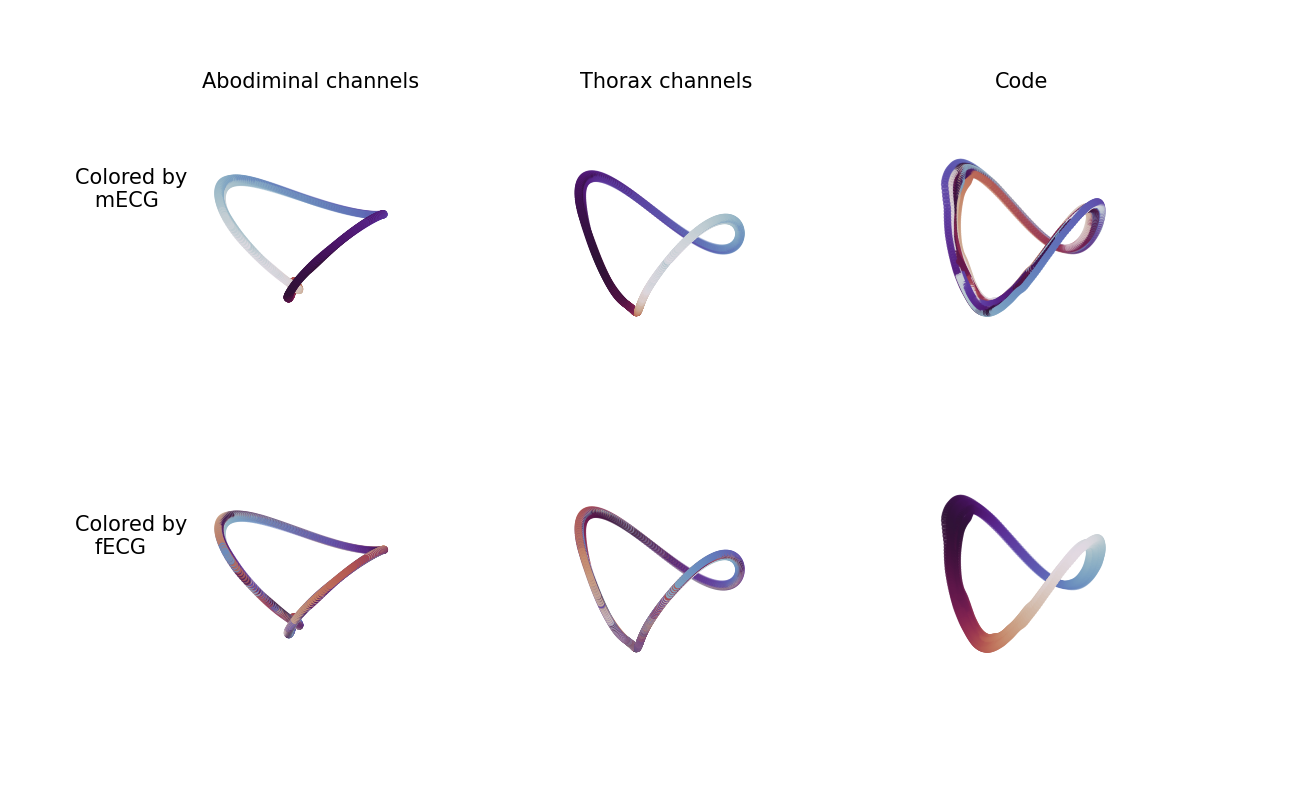 Abodiminal channels
Thorax channels
Code
Colored by
mECG
Colored by
fECG